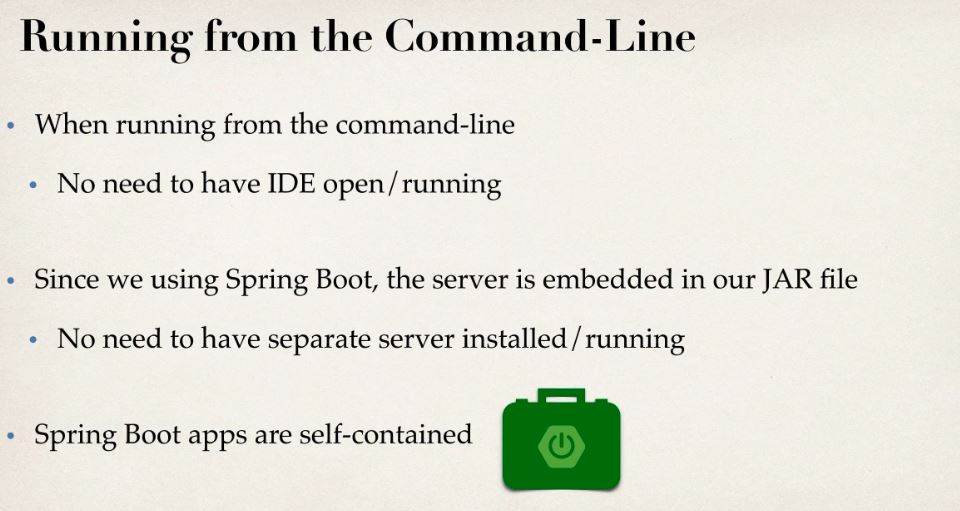 Running from the Command-Line
• When running from the command-line
• No need to have IDE open/running
• Since we using Spring Boot, the server is embedded in our JAR file
• No need to have separate server installed/running
• Spring Boot apps are self-contained